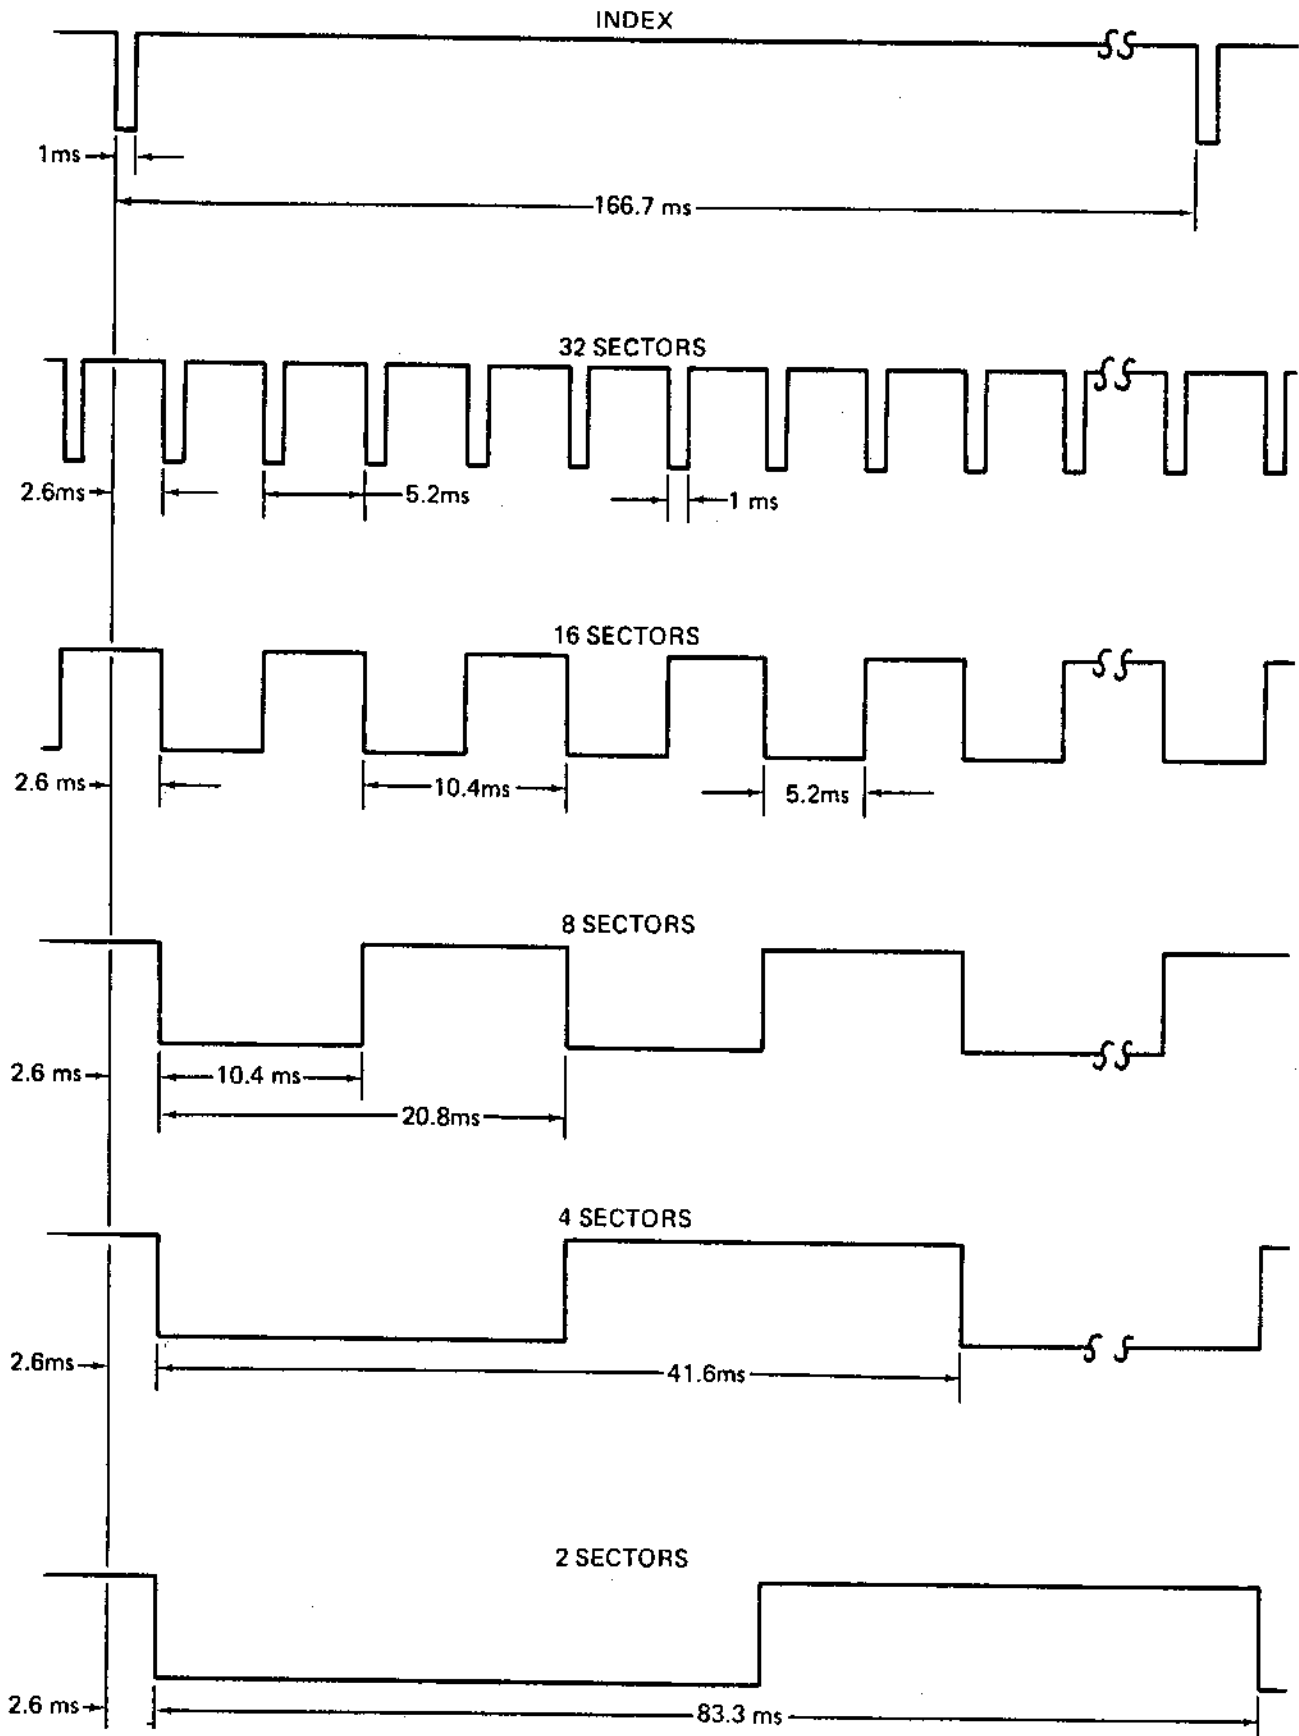 INDEX
1ms
166.7 ms
32 SECTORS
2.6ms
5.2ms
1 ms
16 SECTORS
2.6 ms
10.4ms
5.2ms
8 SECTORS
2.6 ms
10.4 ms
20.8ms
4 SECTORS
2.6ms
41.6ms
2 SECTORS
2.6 ms
83.3 ms